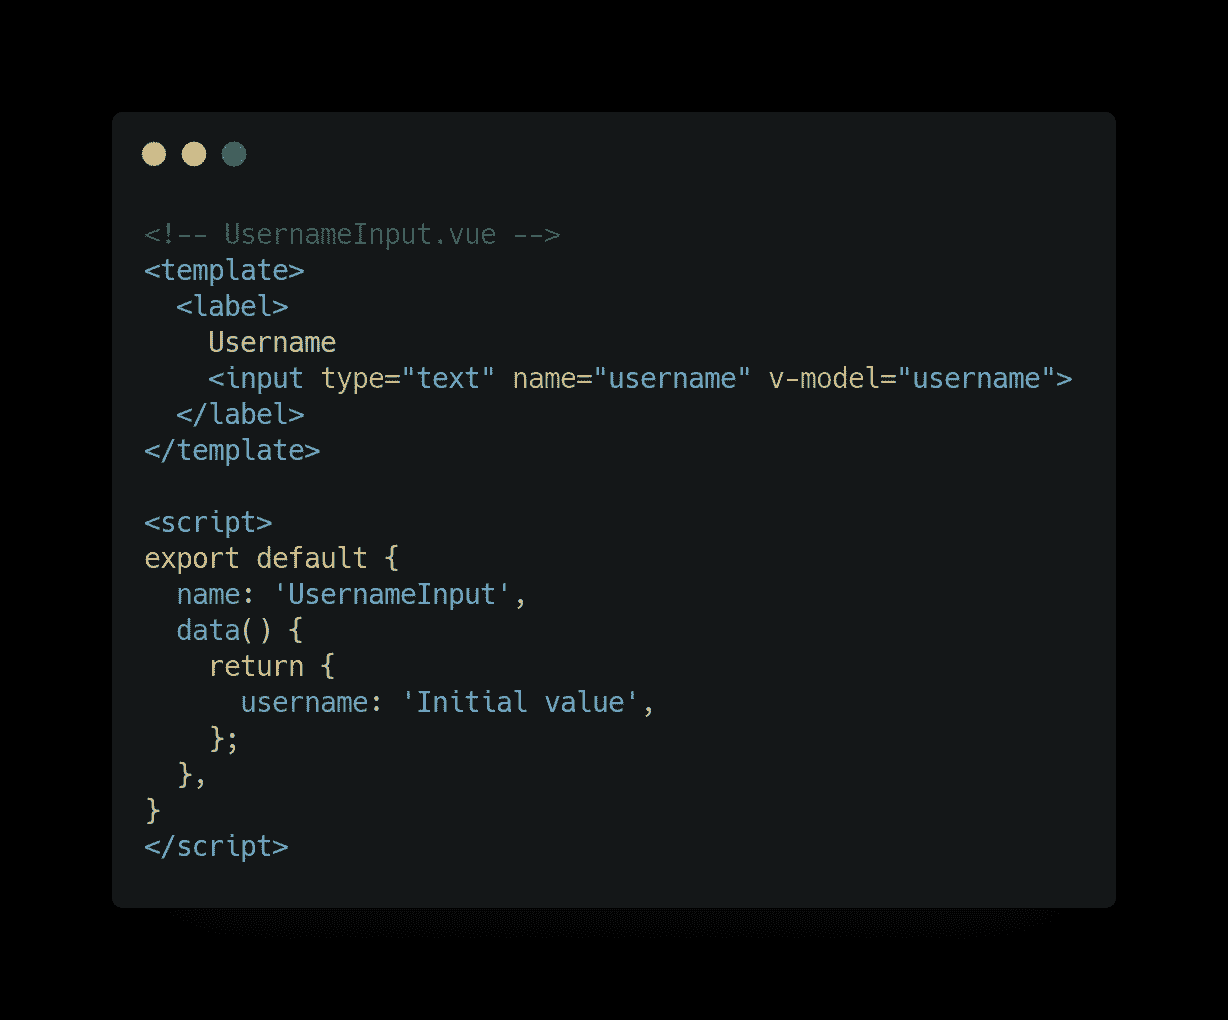 <!-- UsernameInput.vue -->
<template>
  <label>
    Username
    <input type="text" name="username" v-model="username">
  </label>
</template>

<script>
export default {
  name: 'UsernameInput',
  data() {
    return {
      username: 'Initial value',
    };
  },
}
</script>